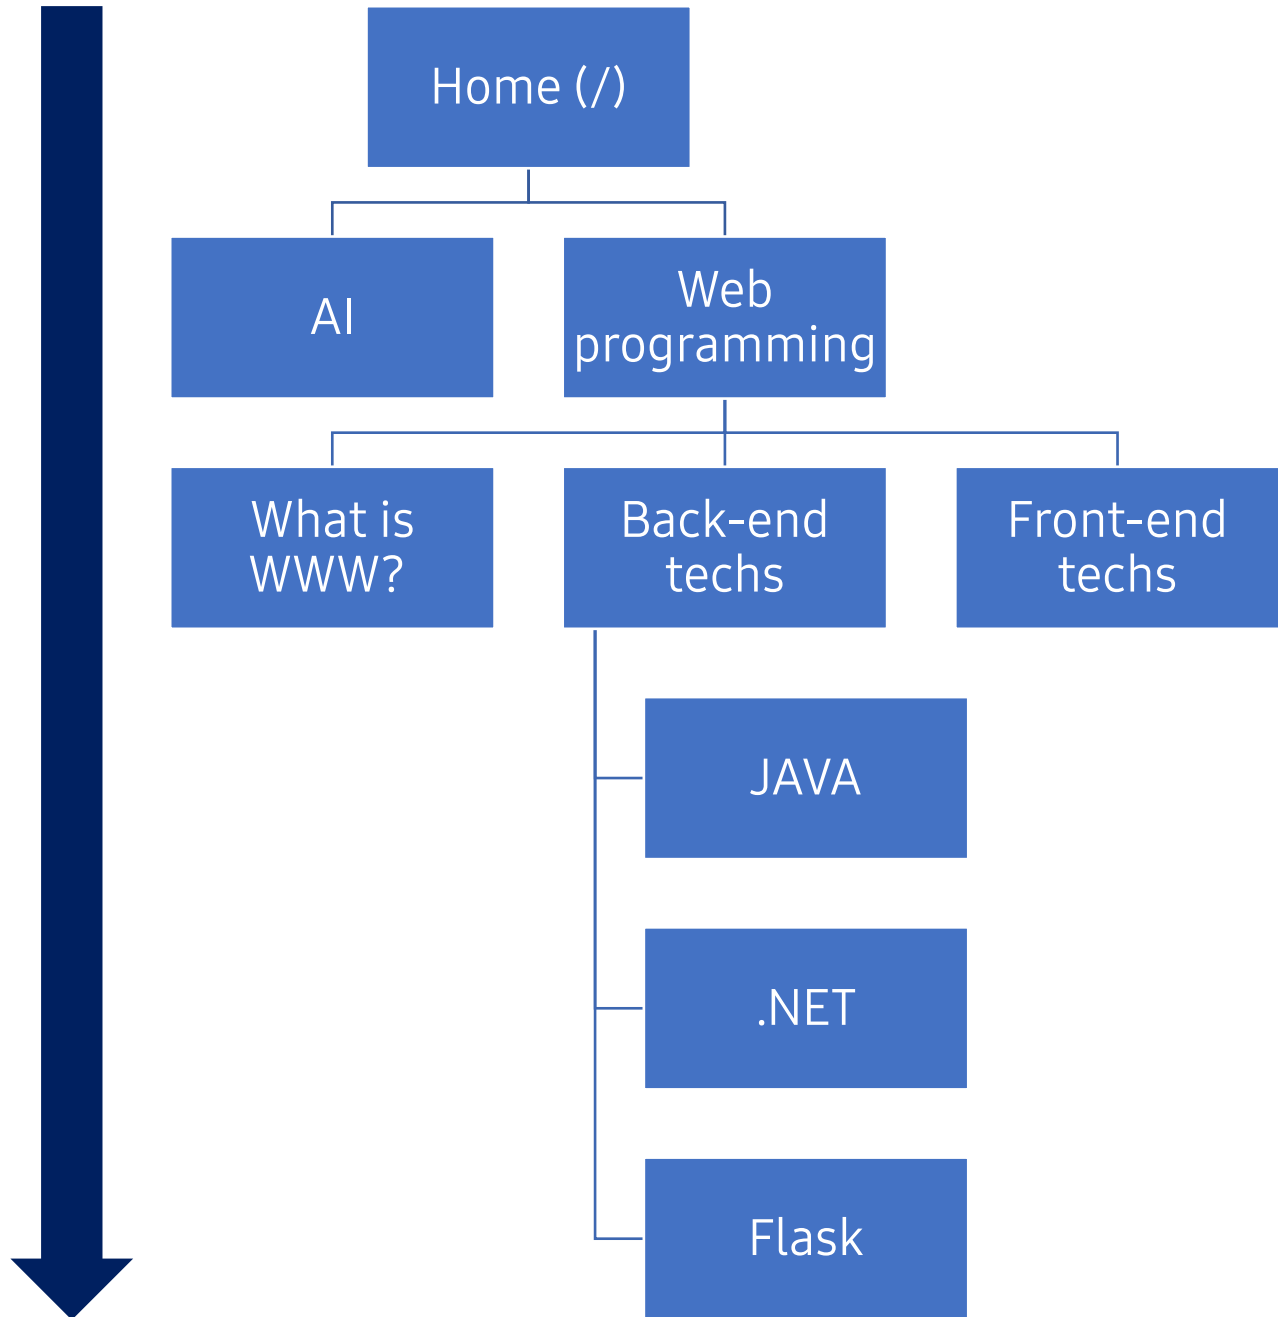 Home (/)
AI
Web
programming
What is
WWW?
Back-end
techs
Front-end
techs
JAVA
.NET
Flask